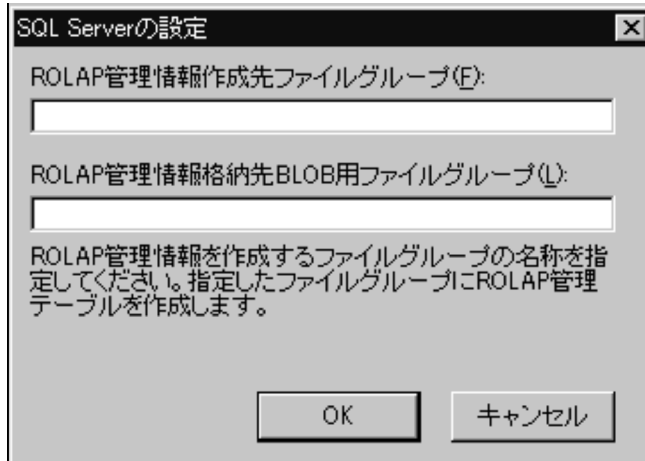 SQL Serverの設定
ROLAP管理情報作成先ファイルグループ(F):
ROLAP管理情報格納先BLOB用ファイルグループ(L):
ROLAP管理情報を作成するファイルグループの名称を指
定してください。指定したファイルグループにROLAP管理
テーブルを作成します。
OK
キャンセル